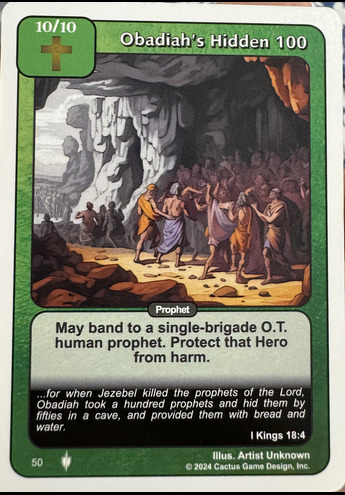 10/10
Obadiah's Hidden 100
Prophet
May band to a single-brigade O.T.
human prophet. Protect that Hero
from harm.
...for when Jezebel killed the prophets of the Lord,
Obadiah took a hundred prophets and hid them by
fifties in a cave, and provided them with bread and
water.
I Kings 18:4
50
Illus. Artist Unknown
© 2024 Cactus Game Design, Inc.